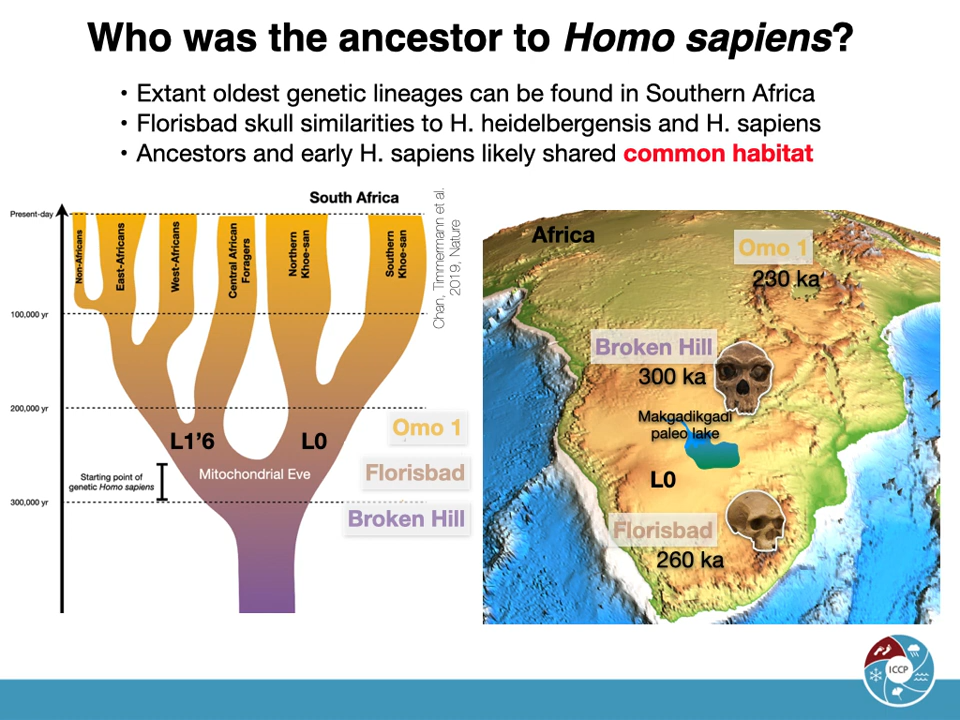 Who was the ancestor to Homo sapiens?
• Extant oldest genetic lineages can be found in Southern Africa
• Florisbad skull similarities to H. heidelbergensis and H. sapiens
• Ancestors and early H. sapiens likely shared common habitat
South Africa
Present-day
Non-Africans
East-Africans
West-Africans
Central African
Foragers
Northern
Khoe-san
Southern
Khoe-san
Chan, Timmermann et al.
2019, Nature
100,000 yr
200,000 yr
L1'6
L0
Mitochondrial Eve
Starting point of
genetic Homo sapiens
300,000 yr
Omo 1
Florisbad
Broken Hill
Africa
Omo 1
230 ka
Broken Hill
300 ka
Makgadikgadi
paleo lake
L0
Florisbad
260 ka
ICCP